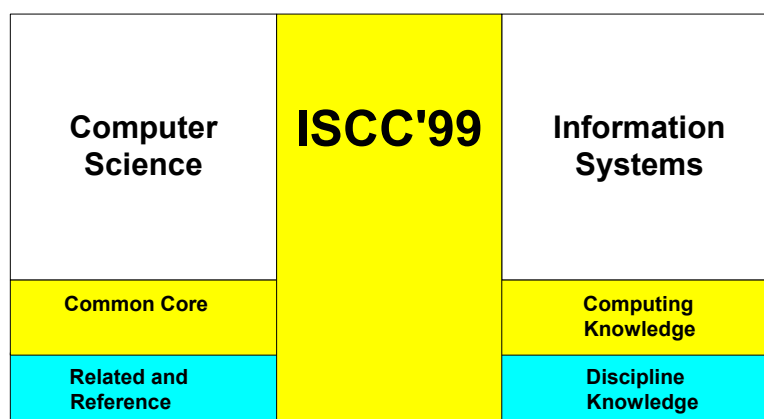 Computer
Science
ISCC'99
Information
Systems
Common Core
Computing
Knowledge
Related and
Reference
Discipline
Knowledge